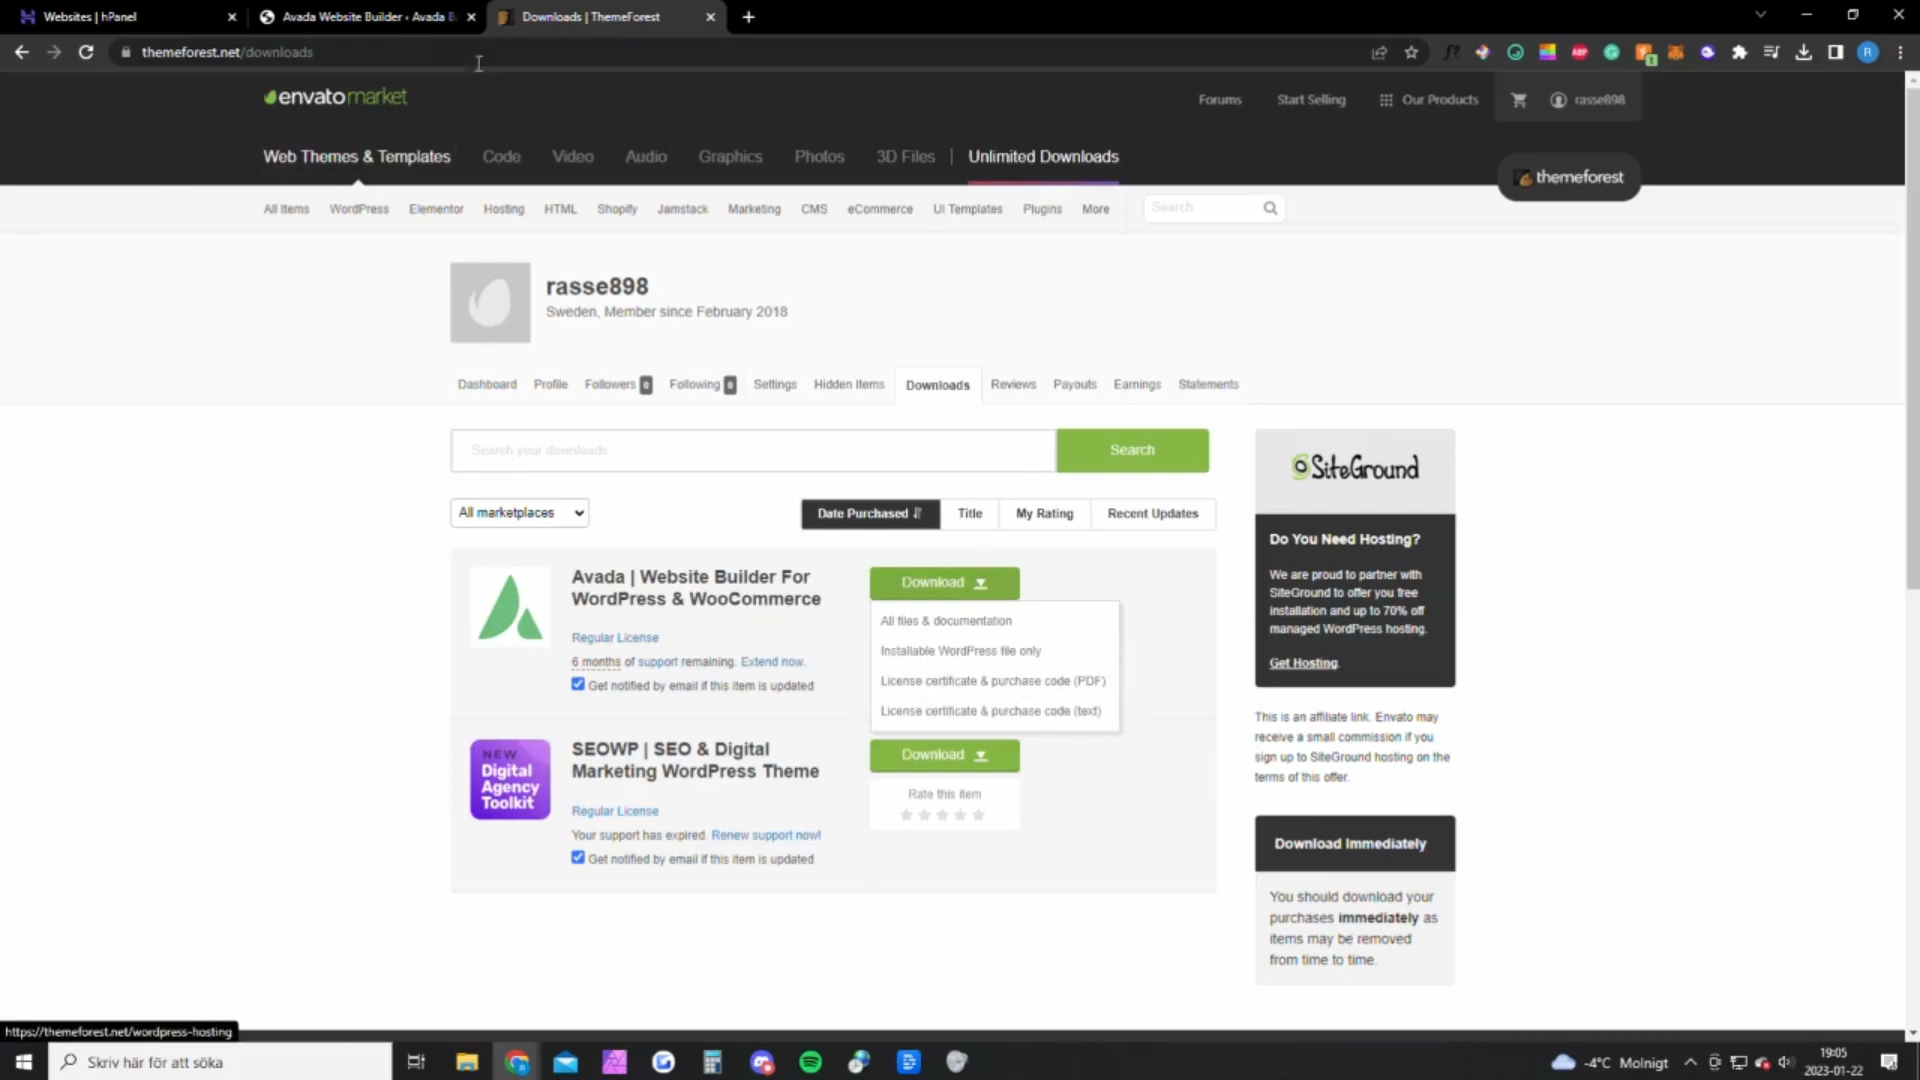 Websites | hPanel
Avada Website Builder ‹ Avada B
Downloads | ThemeForest
themeforest.net/downloads
envatomarket
Forums
Start Selling
Our Products
rasse898
Web Themes & Templates
Code
Video
Audio
Graphics
Photos
3D Files
Unlimited Downloads
themeforest
All Items
WordPress
Elementor
Hosting
HTML
Shopify
Jamstack
Marketing
CMS
eCommerce
UI Templates
Plugins
More
Search
rasse898
Sweden, Member since February 2018
Dashboard
Profile
Followers 0
Following 0
Settings
Hidden Items
Downloads
Reviews
Payouts
Earnings
Statements
Search your downloads
Search
All marketplaces
Date Purchased
Title
My Rating
Recent Updates
Avada | Website Builder For
WordPress & WooCommerce
Regular License
6 months of support remaining. Extend now.
Get notified by email if this item is updated
Download
All files & documentation
Installable WordPress file only
License certificate & purchase code (PDF)
License certificate & purchase code (text)
NEW
Digital
Agency
Toolkit
SEOWP | SEO & Digital
Marketing WordPress Theme
Regular License
Your support has expired. Renew support now!
Get notified by email if this item is updated
Download
Rate this item
SiteGround
Do You Need Hosting?
We are proud to partner with
SiteGround to offer you free
installation and up to 70% off
managed WordPress hosting.
Get Hosting.
This is an affiliate link. Envato may
receive a small commission if you
sign up to SiteGround hosting on the
terms of this offer.
Download Immediately
You should download your
purchases immediately as
items may be removed
from time to time.
https://themeforest.net/wordpress-hosting
Skriv här för att söka
-4°C Molnigt
19:05
2023-01-22